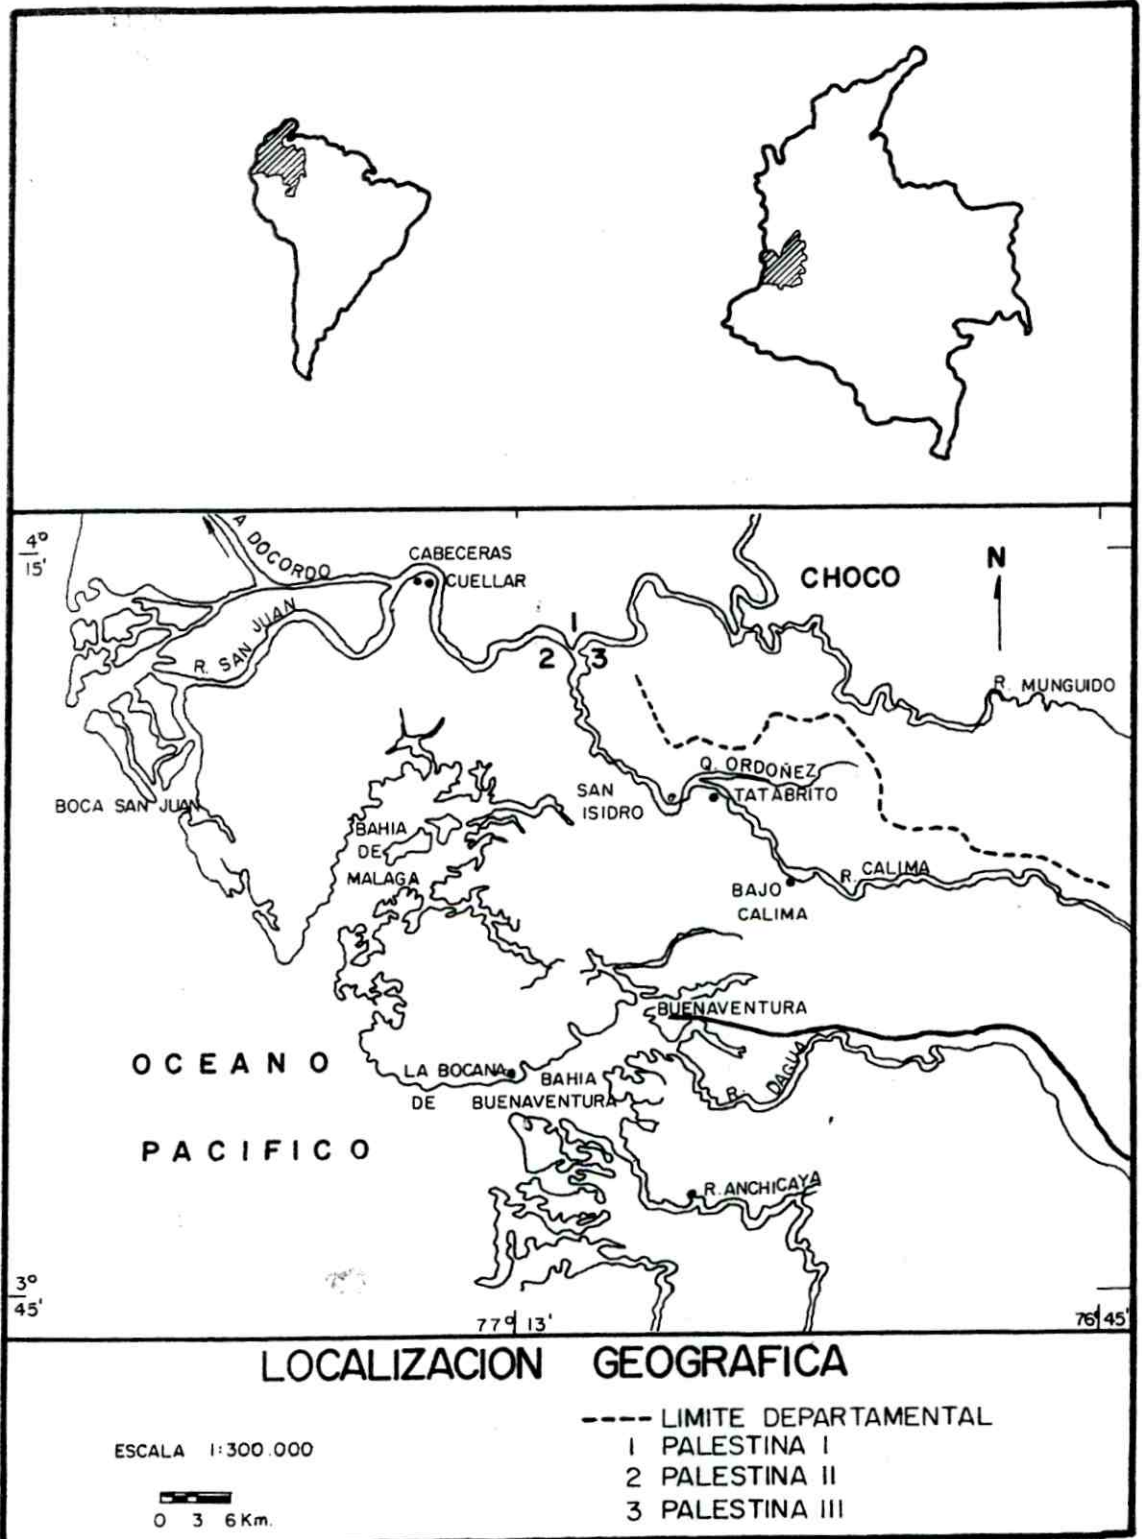 4°
15'
A DOCORDO
CABECERAS
CUELLAR
CHOCO
N
R. SAN JUAN
1
2 3
R. MUNGUIDO
Q. ORDOÑEZ
SAN
ISIDRO
TATABRITO
BOCA SAN JUAN
BAHIA
DE
MALAGA
R. CALIMA
BAJO
CALIMA
BUENAVENTURA
OCEANO
PACIFICO
LA BOCANA
BAHIA
DE BUENAVENTURA
R. DAGUA
R. ANCHICAYA
3°
45'
77° 13'
76° 45'
LOCALIZACION GEOGRAFICA
LIMITE DEPARTAMENTAL
ESCALA 1:300.000
1 PALESTINA I
2 PALESTINA II
3 PALESTINA III
0 3 6 Km.